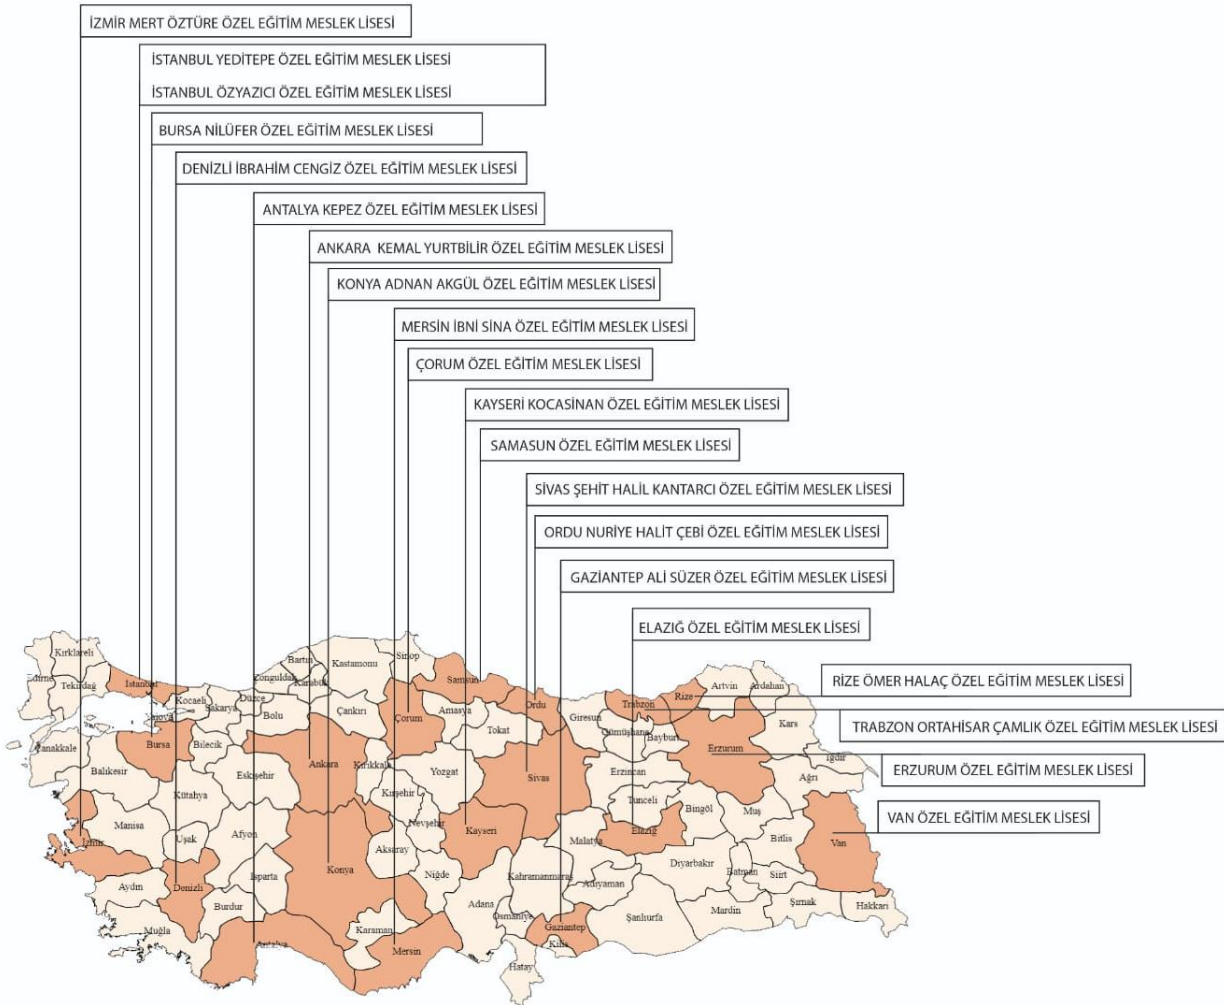 İZMİR MERT ÖZTÜRE ÖZEL EĞİTİM MESLEK LİSESİ
İSTANBUL YEDİTEPE ÖZEL EĞİTİM MESLEK LİSESİ
İSTANBUL ÖZYAZICI ÖZEL EĞİTİM MESLEK LİSESİ
BURSA NİLÜFER ÖZEL EĞİTİM MESLEK LİSESİ
DENİZLİ İBRAHİM CENGİZ ÖZEL EĞİTİM MESLEK LİSESİ
ANTALYA KEPEZ ÖZEL EĞİTİM MESLEK LİSESİ
ANKARA KEMAL YURTBİLİR ÖZEL EĞİTİM MESLEK LİSESİ
KONYA ADNAN AKGÜL ÖZEL EĞİTİM MESLEK LİSESİ
MERSİN İBNİ SİNA ÖZEL EĞİTİM MESLEK LİSESİ
ÇORUM ÖZEL EĞİTİM MESLEK LİSESİ
KAYSERİ KOCASİNAN ÖZEL EĞİTİM MESLEK LİSESİ
SAMASUN ÖZEL EĞİTİM MESLEK LİSESİ
SİVAS ŞEHİT HALİL KANTARCI ÖZEL EĞİTİM MESLEK LİSESİ
ORDU NURİYE HALİT ÇEBİ ÖZEL EĞİTİM MESLEK LİSESİ
GAZİANTEP ALİ SÜZER ÖZEL EĞİTİM MESLEK LİSESİ
ELAZIĞ ÖZEL EĞİTİM MESLEK LİSESİ
RİZE ÖMER HALAÇ ÖZEL EĞİTİM MESLEK LİSESİ
TRABZON ORTAHİSAR ÇAMLIK ÖZEL EĞİTİM MESLEK LİSESİ
ERZURUM ÖZEL EĞİTİM MESLEK LİSESİ
VAN ÖZEL EĞİTİM MESLEK LİSESİ
Kırklareli
Edirne
Tekirdağ
İstanbul
Kocaeli
Yalova
Sakarya
Düzce
Zonguldak
Bartın
Karabük
Kastamonu
Sinop
Samsun
Ordu
Giresun
Trabzon
Rize
Artvin
Ardahan
Kars
Iğdır
Çanakkale
Balıkesir
Bursa
Bilecik
Bolu
Çankırı
Çorum
Amasya
Tokat
Gümüşhane
Bayburt
Erzurum
Ağrı
Kütahya
Eskişehir
Ankara
Kırıkkale
Yozgat
Sivas
Erzincan
Tunceli
Bingöl
Muş
Bitlis
Van
İzmir
Manisa
Uşak
Afyon
Kırşehir
Nevşehir
Kayseri
Malatya
Elazığ
Diyarbakır
Batman
Siirt
Şırnak
Hakkari
Aydın
Denizli
Isparta
Burdur
Konya
Aksaray
Niğde
Kahramanmaraş
Adıyaman
Şanlıurfa
Mardin
Muğla
Antalya
Karaman
Mersin
Adana
Osmaniye
Gaziantep
Kilis
Hatay